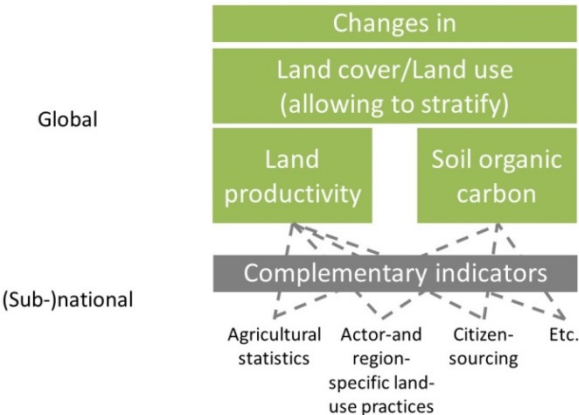 Changes in
Land cover/Land use
(allowing to stratify)
Global
Land
productivity
Soil organic
carbon
Complementary indicators
(Sub-)national
Agricultural
statistics
Actor-and
region-
specific land-
use practices
Citizen-
sourcing
Etc.